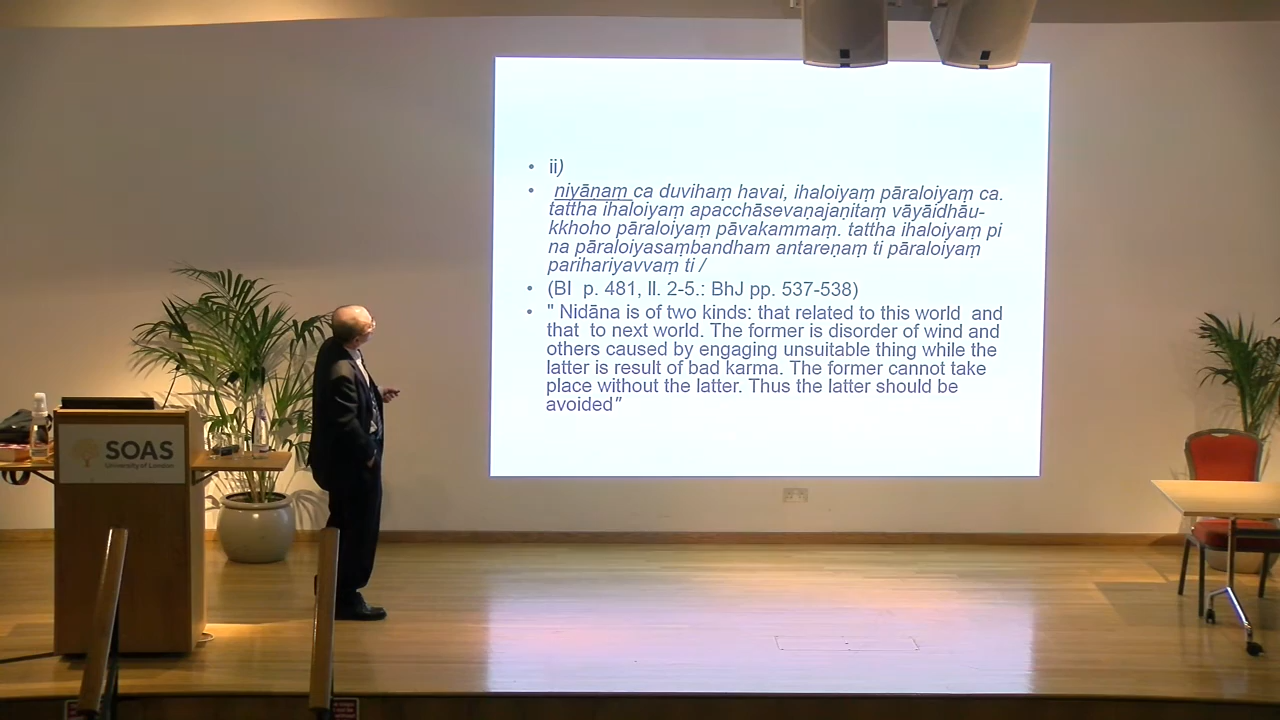 • ii)
• niyānaṃ ca duvihaṃ havai, ihaloiyaṃ pāraloiyaṃ ca.
tattha ihaloiyaṃ apacchāsevaṇajaṇitaṃ vāyāidhāu-
kkhoho pāraloiyaṃ pāvakammaṃ. tattha ihaloiyaṃ pi
na pāraloiyasaṃbandham antareṇaṃ ti pāraloiyaṃ
parihariyavvaṃ ti /
• (BI p. 481, ll. 2-5.: BhJ pp. 537-538)
• " Nidāna is of two kinds: that related to this world and
that to next world. The former is disorder of wind and
others caused by engaging unsuitable thing while the
latter is result of bad karma. The former cannot take
place without the latter. Thus the latter should be
avoided"
SOAS
University of London